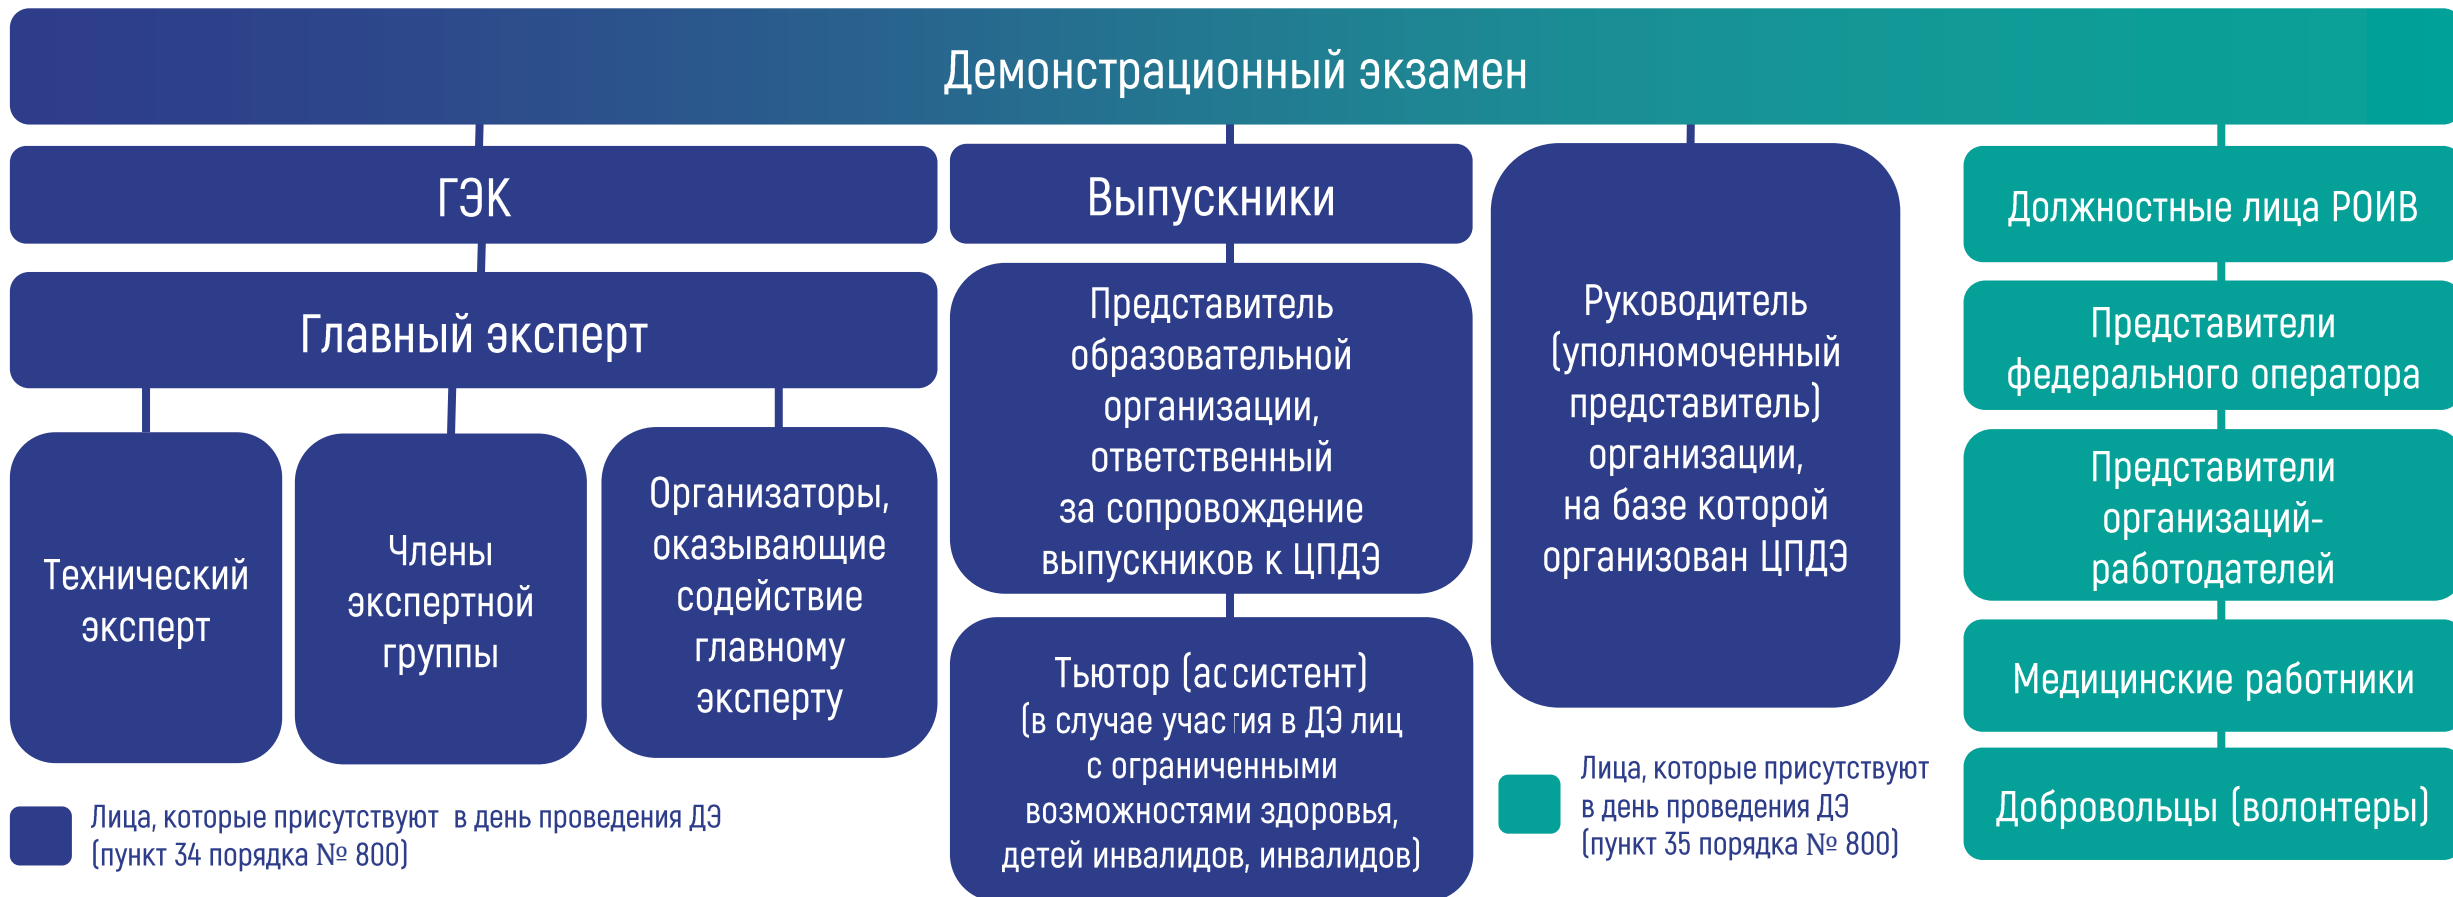 Демонстрационный экзамен
ГЭК
Главный эксперт
Технический
эксперт
Члены
экспертной
группы
Организаторы,
оказывающие
содействие
главному
эксперту
Выпускники
Представитель
образовательной
организации,
ответственный
за сопровождение
выпускников к ЦПДЭ
Тьютор (ассистент)
(в случае участия в ДЭ лиц
с ограниченными
возможностями здоровья,
детей инвалидов, инвалидов)
Руководитель
(уполномоченный
представитель)
организации,
на базе которой
организован ЦПДЭ
Должностные лица РОИВ
Представители
федерального оператора
Представители
организаций-
работодателей
Медицинские работники
Добровольцы (волонтеры)
Лица, которые присутствуют в день проведения ДЭ
(пункт 34 порядка № 800)
Лица, которые присутствуют
в день проведения ДЭ
(пункт 35 порядка № 800)